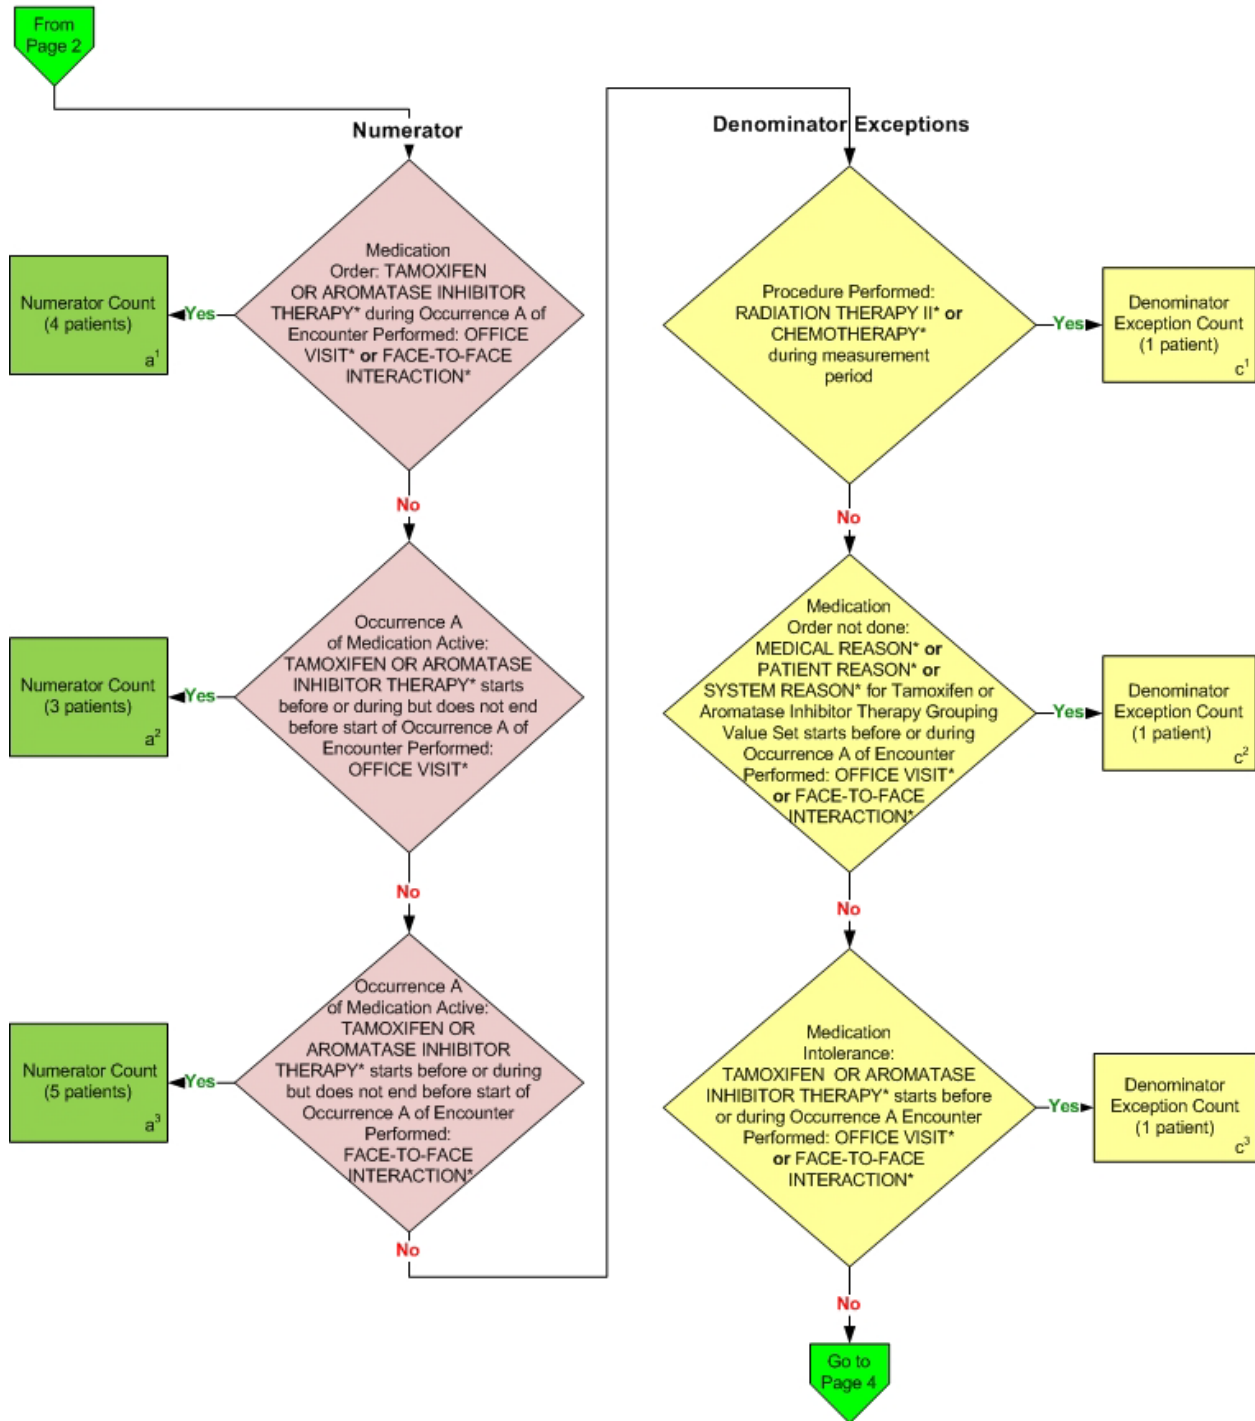 From
Page 2
Numerator
Medication
Order: TAMOXIFEN
OR AROMATASE INHIBITOR
THERAPY* during Occurrence A of
Encounter Performed: OFFICE
VISIT* or FACE-TO-FACE
INTERACTION*
Yes
Numerator Count
(4 patients)
a1
No
Occurrence A
of Medication Active:
TAMOXIFEN OR AROMATASE
INHIBITOR THERAPY* starts
before or during but does not end
before start of Occurrence A of
Encounter Performed:
OFFICE VISIT*
Yes
Numerator Count
(3 patients)
a2
No
Occurrence A
of Medication Active:
TAMOXIFEN OR
AROMATASE INHIBITOR
THERAPY* starts before or during
but does not end before start of
Occurrence A of Encounter
Performed:
FACE-TO-FACE
INTERACTION*
Yes
Numerator Count
(5 patients)
a3
No
Denominator Exceptions
Procedure Performed:
RADIATION THERAPY II* or
CHEMOTHERAPY*
during measurement
period
Yes
Denominator
Exception Count
(1 patient)
c1
No
Medication
Order not done:
MEDICAL REASON* or
PATIENT REASON* or
SYSTEM REASON* for Tamoxifen or
Aromatase Inhibitor Therapy Grouping
Value Set starts before or during
Occurrence A of Encounter
Performed: OFFICE VISIT*
or FACE-TO-FACE
INTERACTION*
Yes
Denominator
Exception Count
(1 patient)
c2
No
Medication
Intolerance:
TAMOXIFEN OR AROMATASE
INHIBITOR THERAPY* starts before
or during Occurrence A Encounter
Performed: OFFICE VISIT*
or FACE-TO-FACE
INTERACTION*
Yes
Denominator
Exception Count
(1 patient)
c3
No
Go to
Page 4